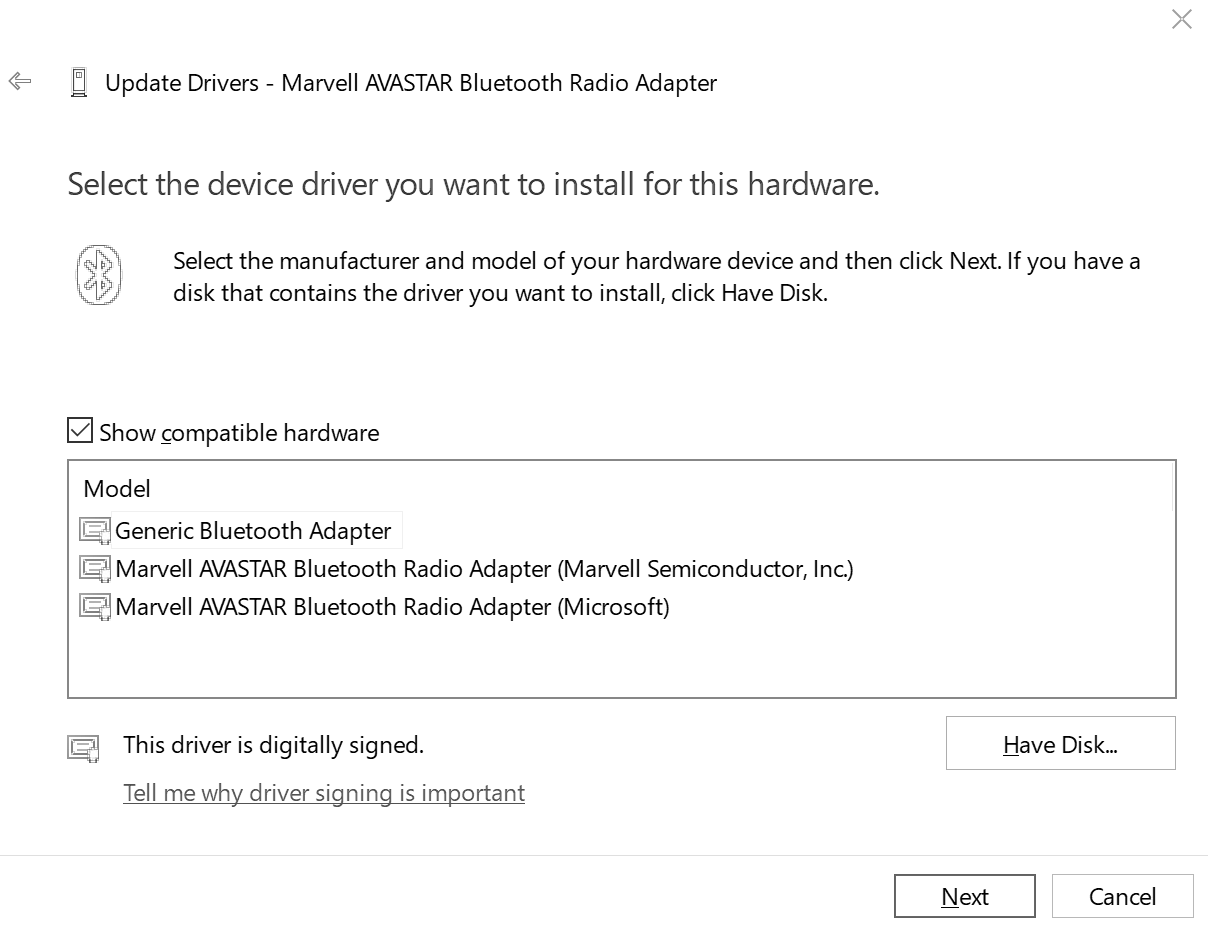 Update Drivers - Marvell AVASTAR Bluetooth Radio Adapter
Select the device driver you want to install for this hardware.
Select the manufacturer and model of your hardware device and then click Next. If you have a
disk that contains the driver you want to install, click Have Disk.
Show compatible hardware
Model
Generic Bluetooth Adapter
Marvell AVASTAR Bluetooth Radio Adapter (Marvell Semiconductor, Inc.)
Marvell AVASTAR Bluetooth Radio Adapter (Microsoft)
This driver is digitally signed.
Have Disk...
Tell me why driver signing is important
Next
Cancel